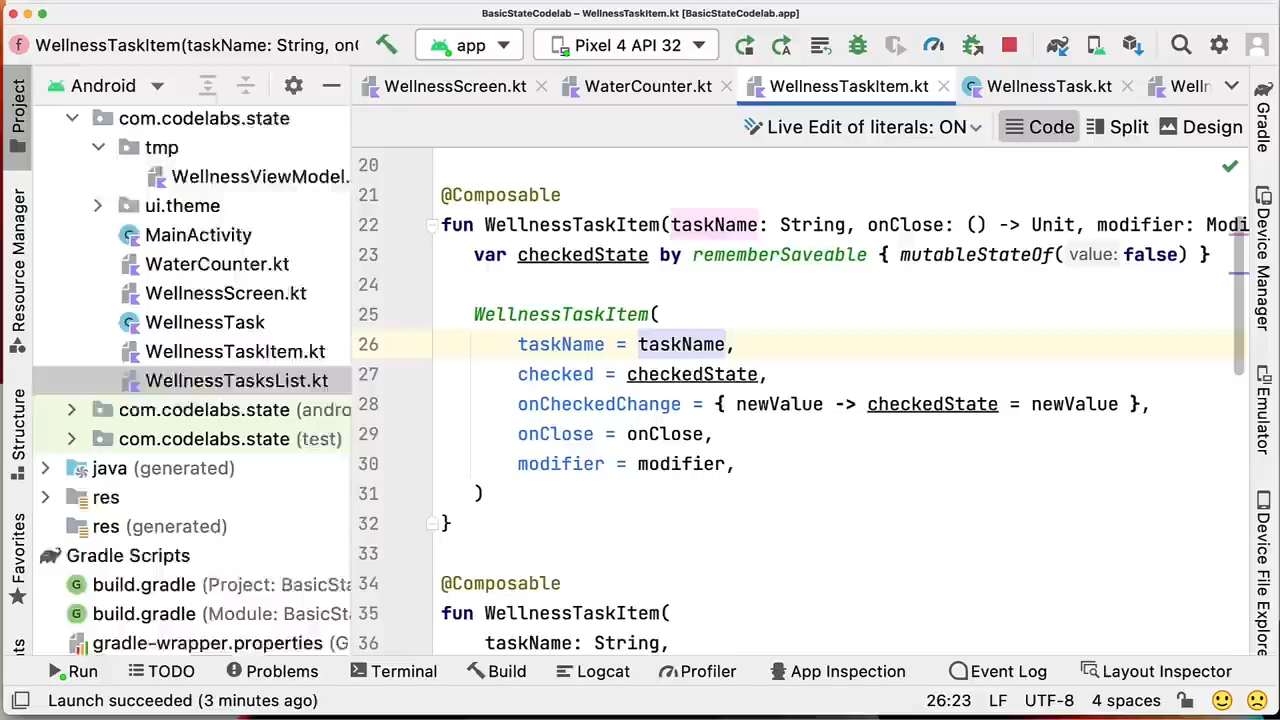 BasicStateCodelab – WellnessTaskItem.kt [BasicStateCodelab.app]
WellnessTaskItem(taskName: String, on
app
Pixel 4 API 32
Android
WellnessScreen.kt
WaterCounter.kt
WellnessTaskItem.kt
WellnessTask.kt
Welln
Live Edit of literals: ON
Code
Split
Design
Project
Resource Manager
Structure
Favorites
com.codelabs.state
tmp
WellnessViewModel.
ui.theme
MainActivity
WaterCounter.kt
WellnessScreen.kt
WellnessTask
WellnessTaskItem.kt
WellnessTasksList.kt
com.codelabs.state (andro
com.codelabs.state (test)
java (generated)
res
res (generated)
Gradle Scripts
build.gradle (Project: BasicSta
build.gradle (Module: BasicSta
gradle-wrapper.properties (G
20
21 @Composable
22 fun WellnessTaskItem(taskName: String, onClose: () -> Unit, modifier: Modi
23 var checkedState by rememberSaveable { mutableStateOf( value: false) }
24
25 WellnessTaskItem(
26 taskName = taskName,
27 checked = checkedState,
28 onCheckedChange = { newValue -> checkedState = newValue },
29 onClose = onClose,
30 modifier = modifier,
31 )
32 }
33
34 @Composable
35 fun WellnessTaskItem(
36 taskName: String,
Gradle
Device Manager
Emulator
Device File Explore
Run
TODO
Problems
Terminal
Build
Logcat
Profiler
App Inspection
Event Log
Layout Inspector
Launch succeeded (3 minutes ago)
26:23
LF
UTF-8
4 spaces